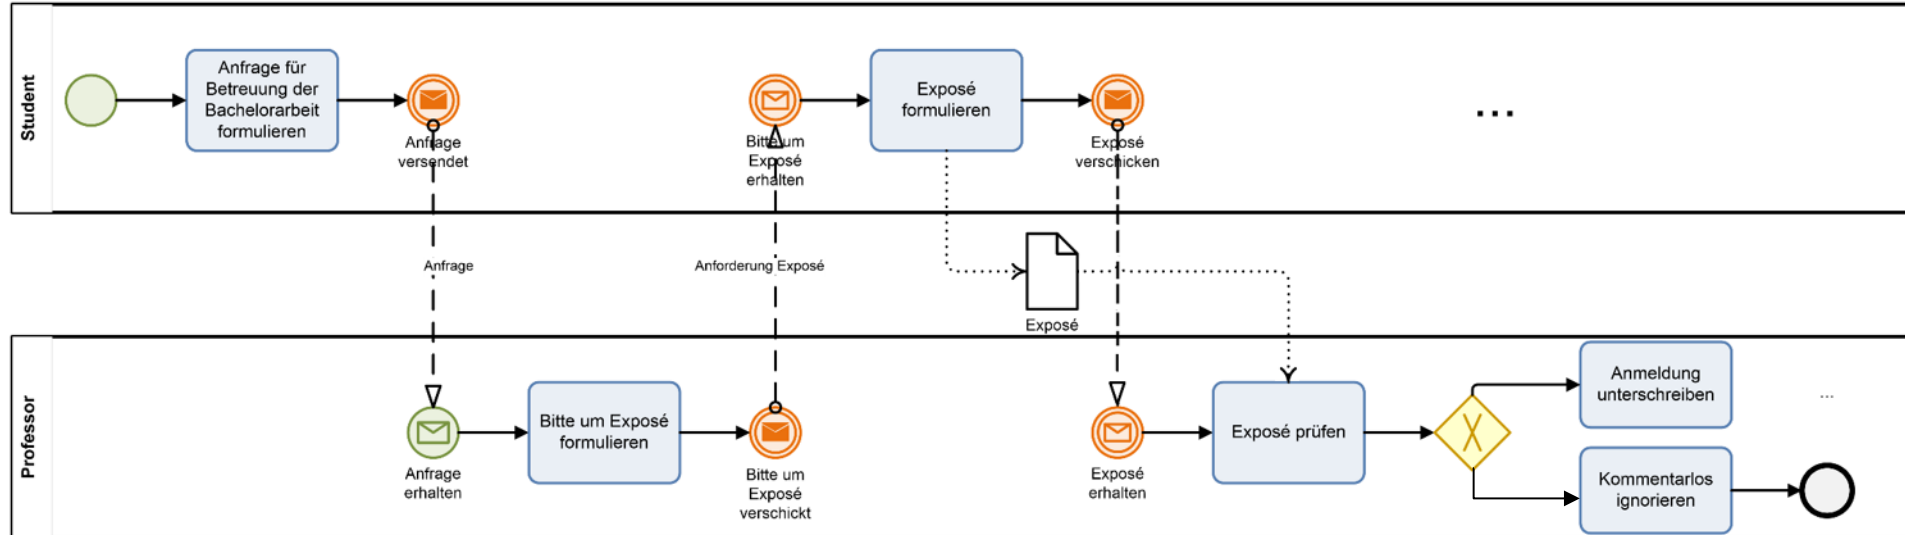 Student
Anfrage für
Betreuung der
Bachelorarbeit
formulieren
Anfrage
versendet
Bitte um
Exposé
erhalten
Exposé
formulieren
Exposé
verschicken
...
Anfrage
Anforderung Exposé
Exposé
Professor
Anfrage
erhalten
Bitte um Exposé
formulieren
Bitte um
Exposé
verschickt
Exposé
erhalten
Exposé prüfen
Anmeldung
unterschreiben
...
Kommentarlos
ignorieren